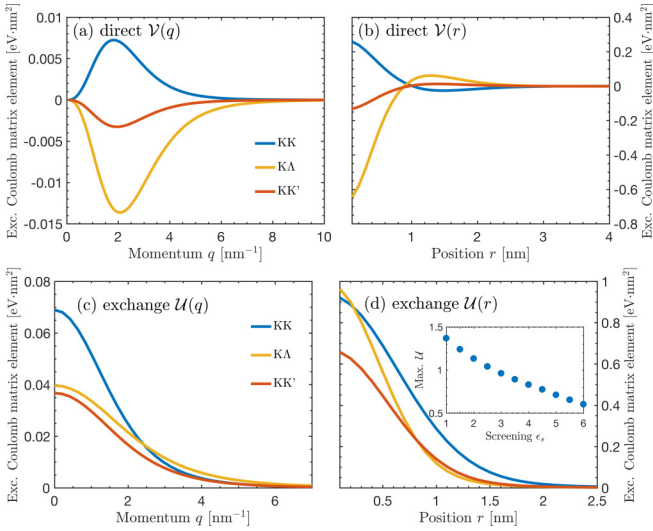 Exc. Coulomb matrix element [eV·nm²]
0.01
0.005
0
-0.005
-0.01
-0.015
(a) direct 𝒱(q)
KK
KΛ
KK'
0 2 4 6 8 10
Momentum q [nm⁻¹]
(b) direct 𝒱(r)
0.4
0.2
0
-0.2
-0.4
-0.6
-0.8
1 2 3 4
Position r [nm]
Exc. Coulomb matrix element [eV·nm²]
Exc. Coulomb matrix element [eV·nm²]
0.08
0.06
0.04
0.02
0
(c) exchange 𝒰(q)
KK
KΛ
KK'
0 2 4 6
Momentum q [nm⁻¹]
(d) exchange 𝒰(r)
Max. 𝒰
1.5
1
0.5
1 2 3 4 5 6
Screening ϵₛ
1
0.8
0.6
0.4
0.2
0
0.5 1 1.5 2 2.5
Position r [nm]
Exc. Coulomb matrix element [eV·nm²]